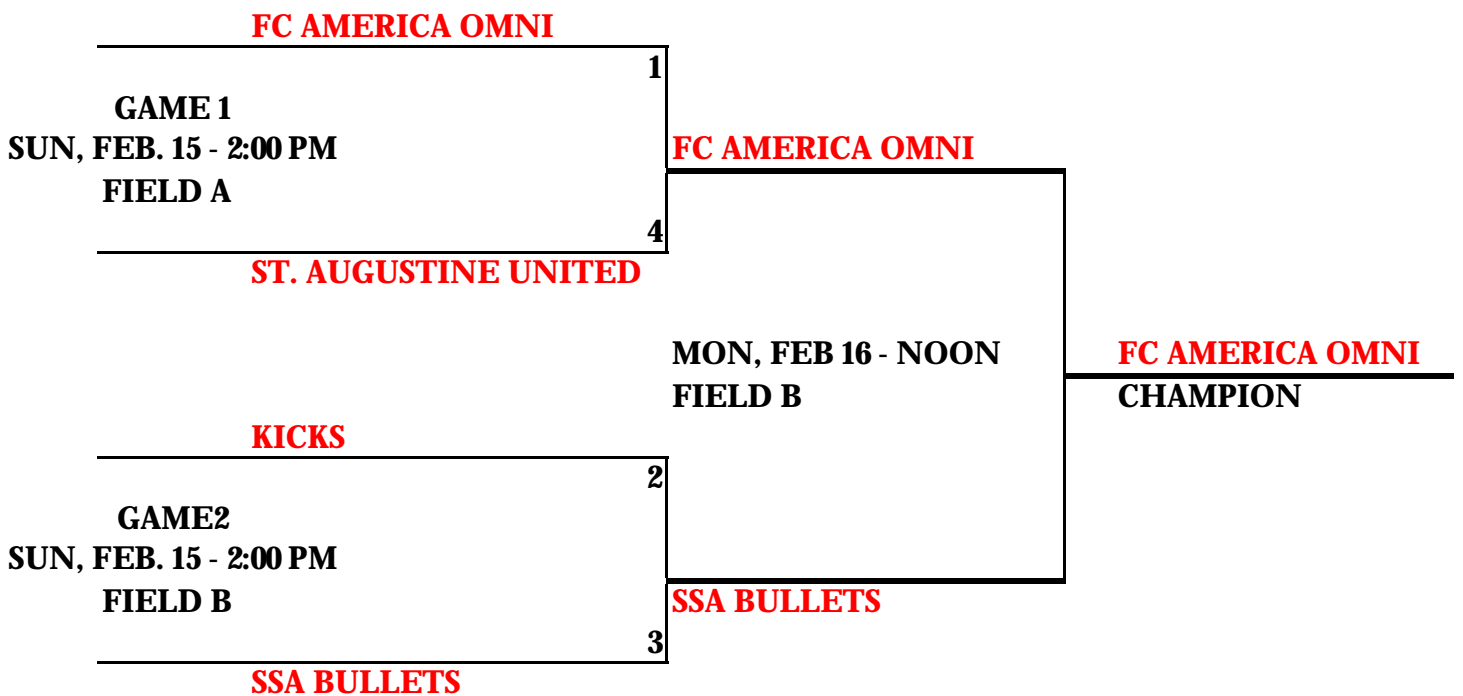 FC AMERICA OMNI
1
GAME 1
SUN, FEB. 15 - 2:00 PM
FC AMERICA OMNI
FIELD A
4
ST. AUGUSTINE UNITED
MON, FEB 16 - NOON
FC AMERICA OMNI
FIELD B
CHAMPION
KICKS
2
GAME2
SUN, FEB. 15 - 2:00 PM
FIELD B
SSA BULLETS
3
SSA BULLETS